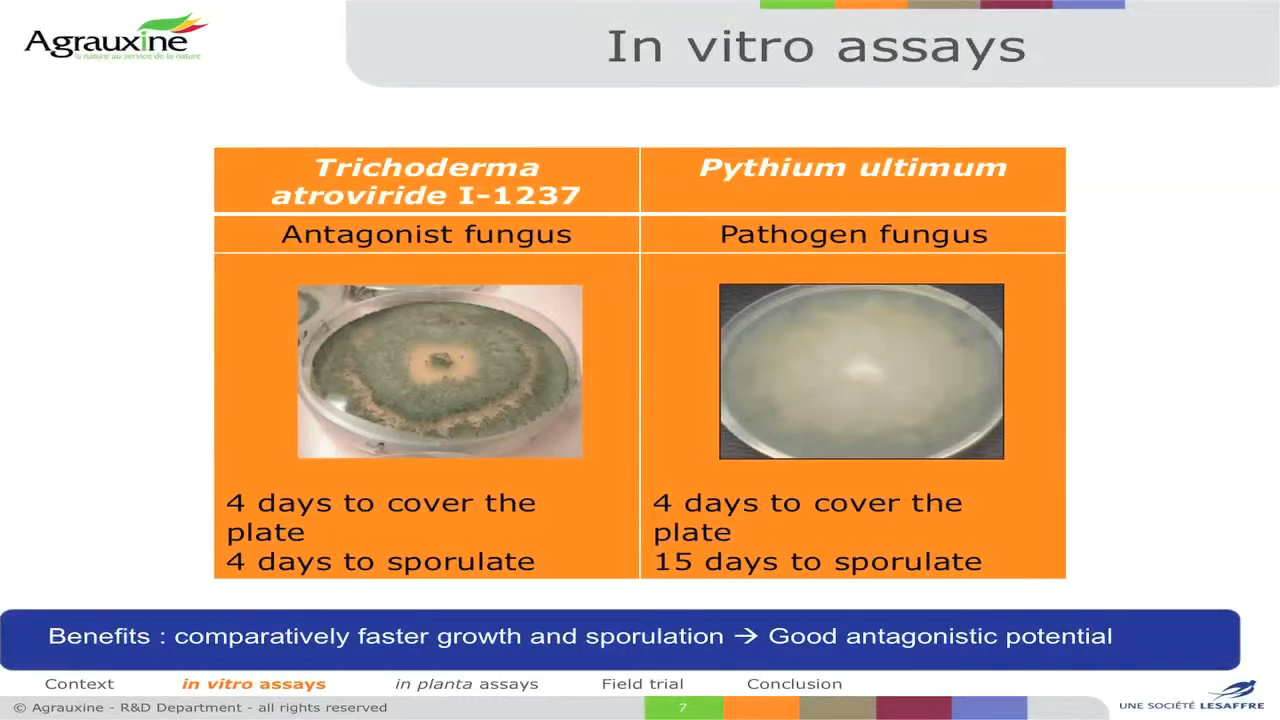 Agrauxine
la nature au service de la nature
In vitro assays
Trichoderma
atroviride I-1237
Pythium ultimum
Antagonist fungus
Pathogen fungus
4 days to cover the
plate
4 days to sporulate
4 days to cover the
plate
15 days to sporulate
Benefits : comparatively faster growth and sporulation → Good antagonistic potential
Context in vitro assays in planta assays Field trial Conclusion
© Agrauxine - R&D Department - all rights reserved 7 UNE SOCIÉTÉ LESAFFRE